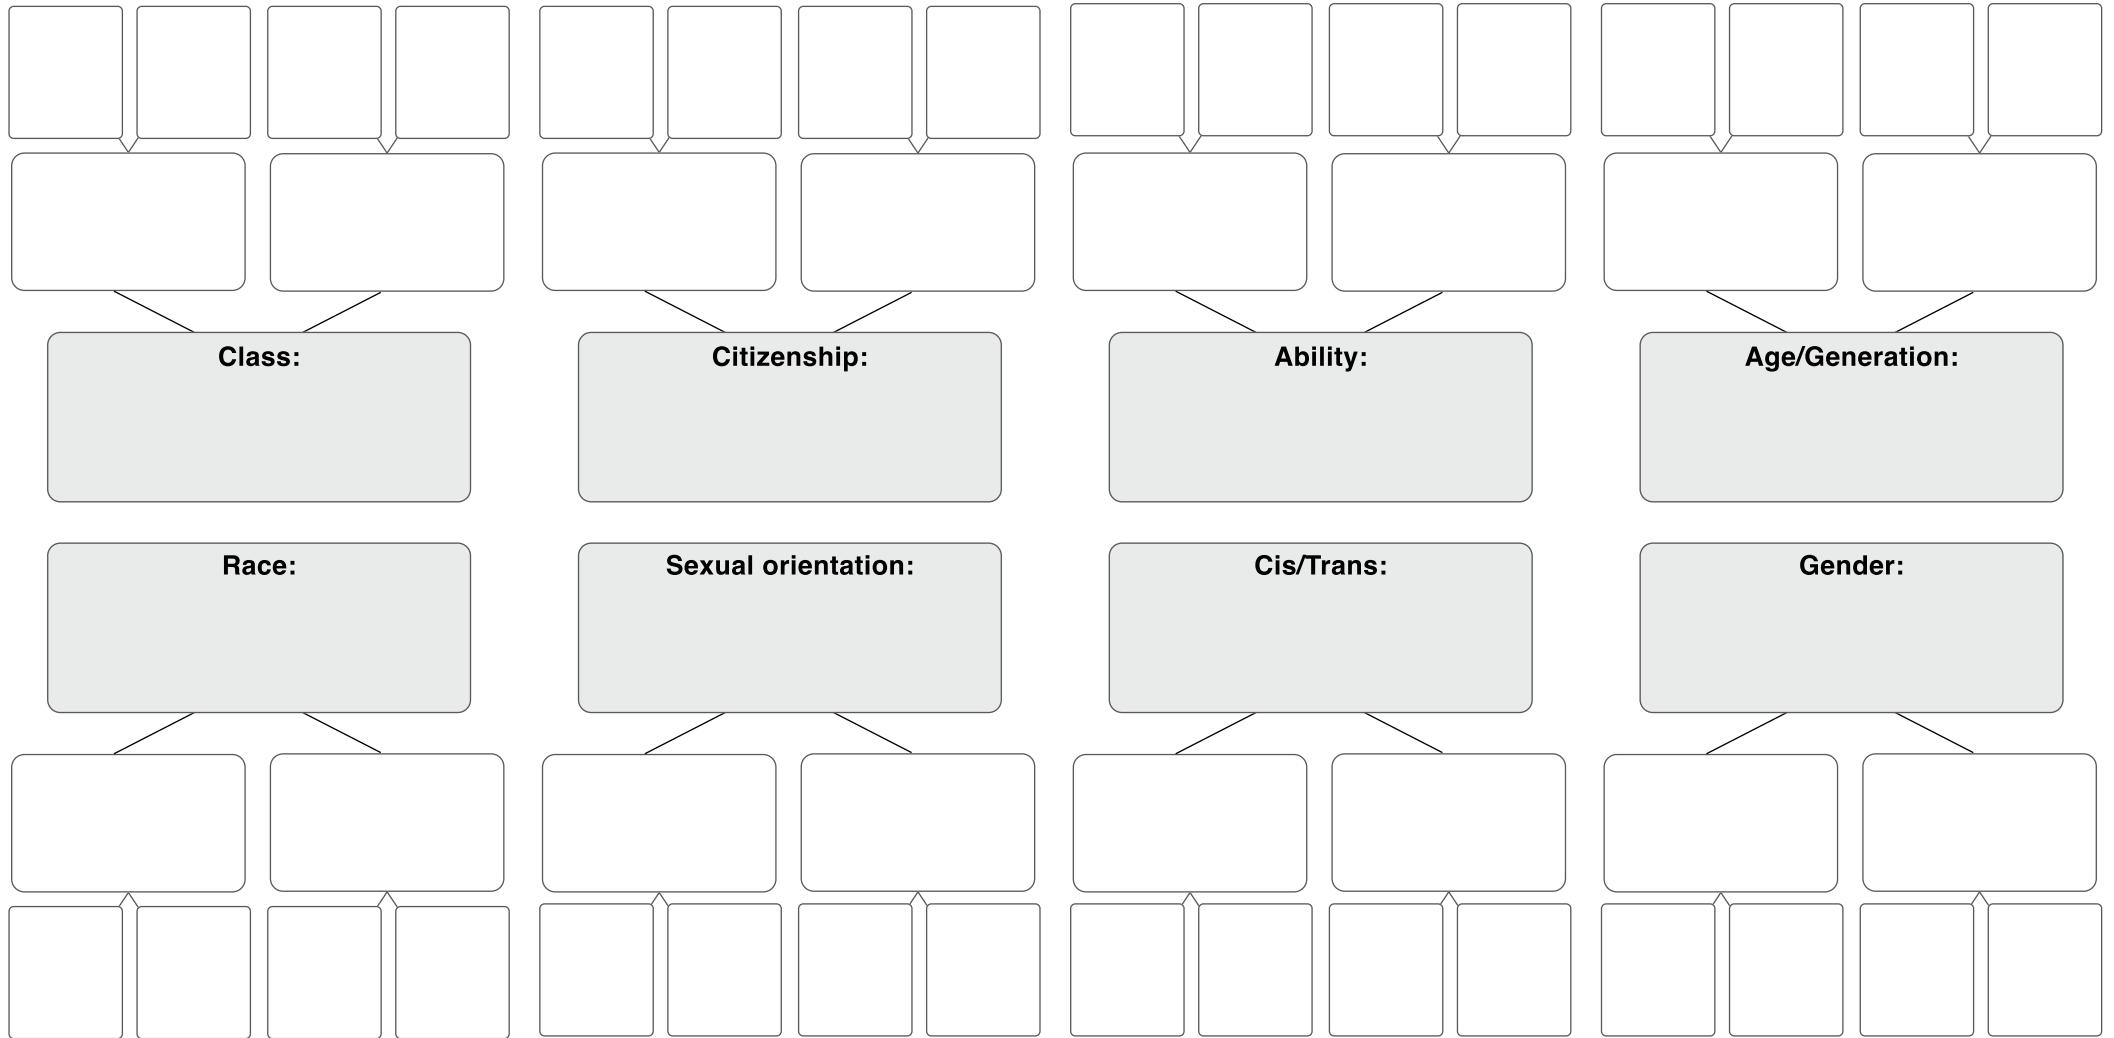 Class:
Citizenship:
Ability:
Age/Generation:
Race:
Sexual orientation:
Cis/Trans:
Gender: